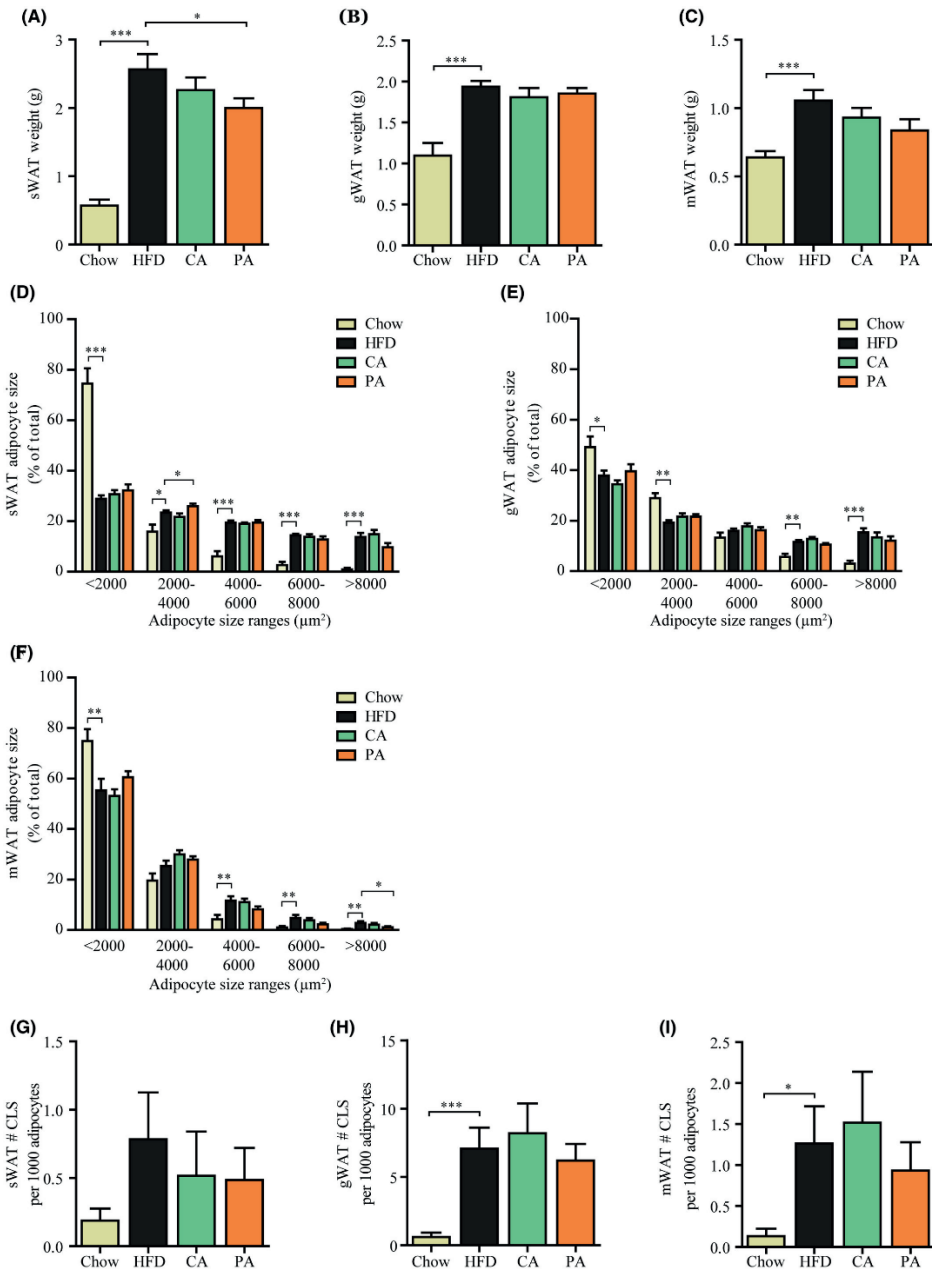 (A)
sWAT weight (g)
3
2
1
0
***
*
Chow HFD CA PA
(B)
gWAT weight (g)
2.5
2.0
1.5
1.0
0.5
0.0
***
Chow HFD CA PA
(C)
mWAT weight (g)
1.5
1.0
0.5
0.0
***
Chow HFD CA PA
(D)
sWAT adipocyte size
(% of total)
100
80
60
40
20
0
***
*
*
***
***
***
Chow
HFD
CA
PA
<2000 2000-4000 4000-6000 6000-8000 >8000
Adipocyte size ranges (µm²)
(E)
gWAT adipocyte size
(% of total)
100
80
60
40
20
0
*
**
**
***
Chow
HFD
CA
PA
<2000 2000-4000 4000-6000 6000-8000 >8000
Adipocyte size ranges (µm²)
(F)
mWAT adipocyte size
(% of total)
100
80
60
40
20
0
**
**
**
**
*
Chow
HFD
CA
PA
<2000 2000-4000 4000-6000 6000-8000 >8000
Adipocyte size ranges (µm²)
(G)
sWAT # CLS
per 1000 adipocytes
1.5
1.0
0.5
0.0
Chow HFD CA PA
(H)
gWAT # CLS
per 1000 adipocytes
15
10
5
0
***
Chow HFD CA PA
(I)
mWAT # CLS
per 1000 adipocytes
2.5
2.0
1.5
1.0
0.5
0.0
*
Chow HFD CA PA